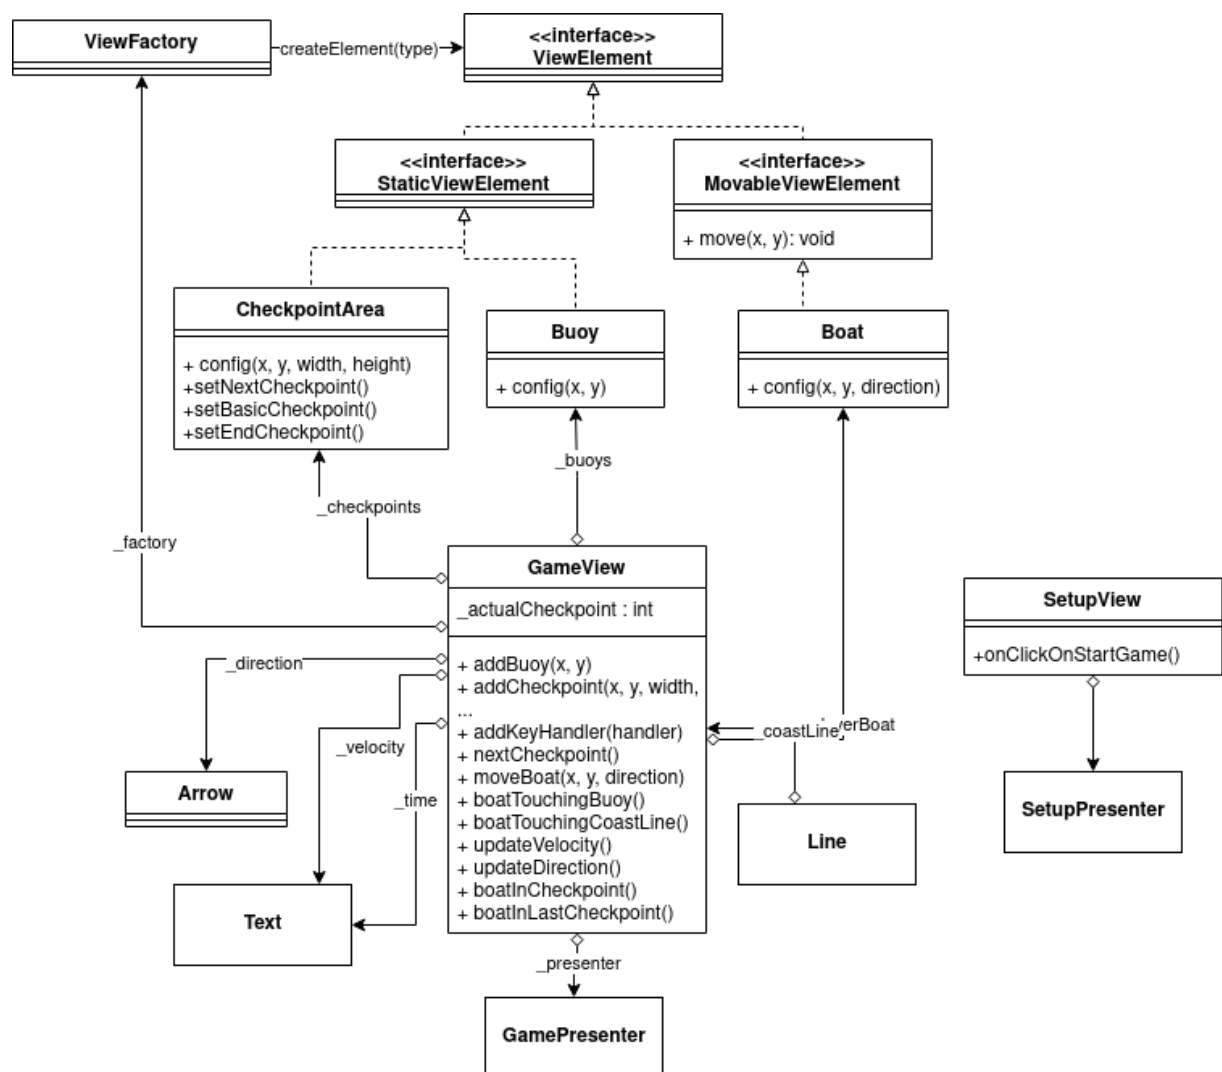 ViewFactory
createElement(type)
<<interface>>
ViewElement
<<interface>>
StaticViewElement
<<interface>>
MovableViewElement
+ move(x, y): void
CheckpointArea
+ config(x, y, width, height)
+setNextCheckpoint()
+setBasicCheckpoint()
+setEndCheckpoint()
Buoy
+ config(x, y)
Boat
+ config(x, y, direction)
_buoys
_checkpoints
_factory
GameView
_actualCheckpoint : int
+ addBuoy(x, y)
+ addCheckpoint(x, y, width,
...
+ addKeyHandler(handler)
+ nextCheckpoint()
+ moveBoat(x, y, direction)
+ boatTouchingBuoy()
+ boatTouchingCoastLine()
+ updateVelocity()
+ updateDirection()
+ boatInCheckpoint()
+ boatInLastCheckpoint()
SetupView
+onClickOnStartGame()
_direction
_velocity
_coastLine
_time
Arrow
SetupPresenter
Line
Text
_presenter
GamePresenter